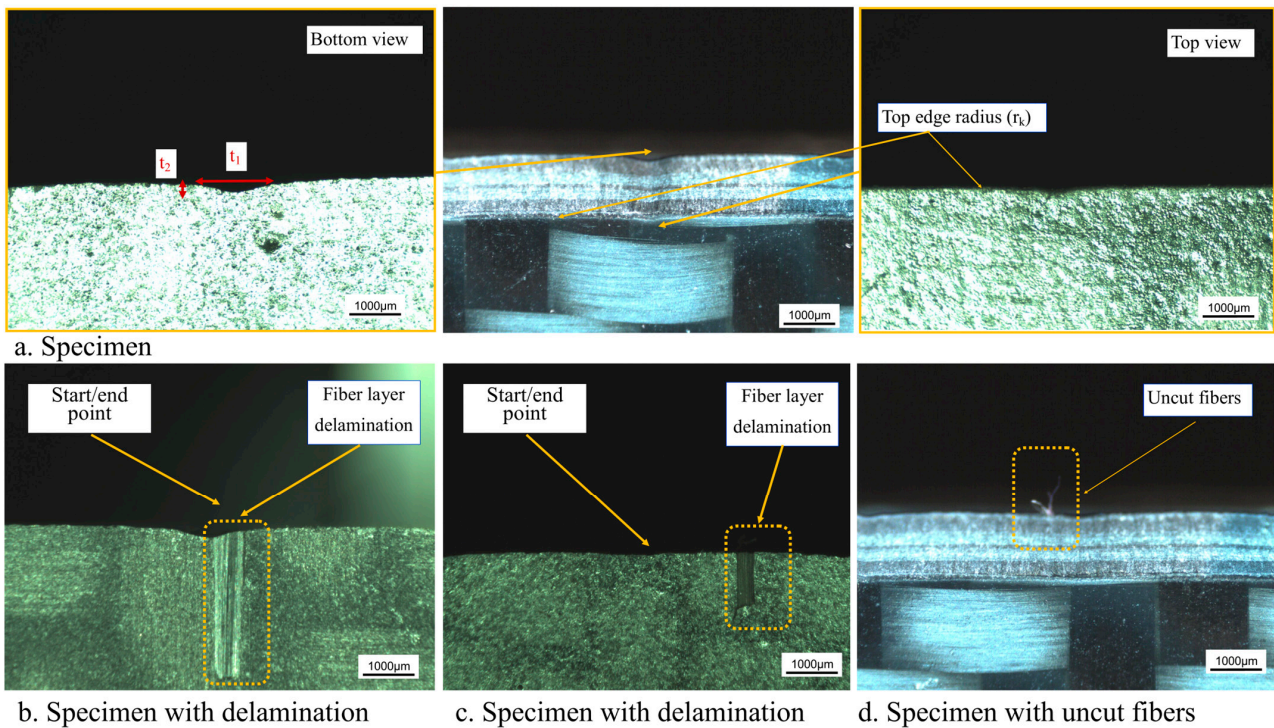 Bottom view
t₂
t₁
1000µm
1000µm
Top view
Top edge radius (rₖ)
1000µm
a. Specimen
Start/end
point
Fiber layer
delamination
1000µm
Start/end
point
Fiber layer
delamination
1000µm
Uncut fibers
1000µm
b. Specimen with delamination
c. Specimen with delamination
d. Specimen with uncut fibers